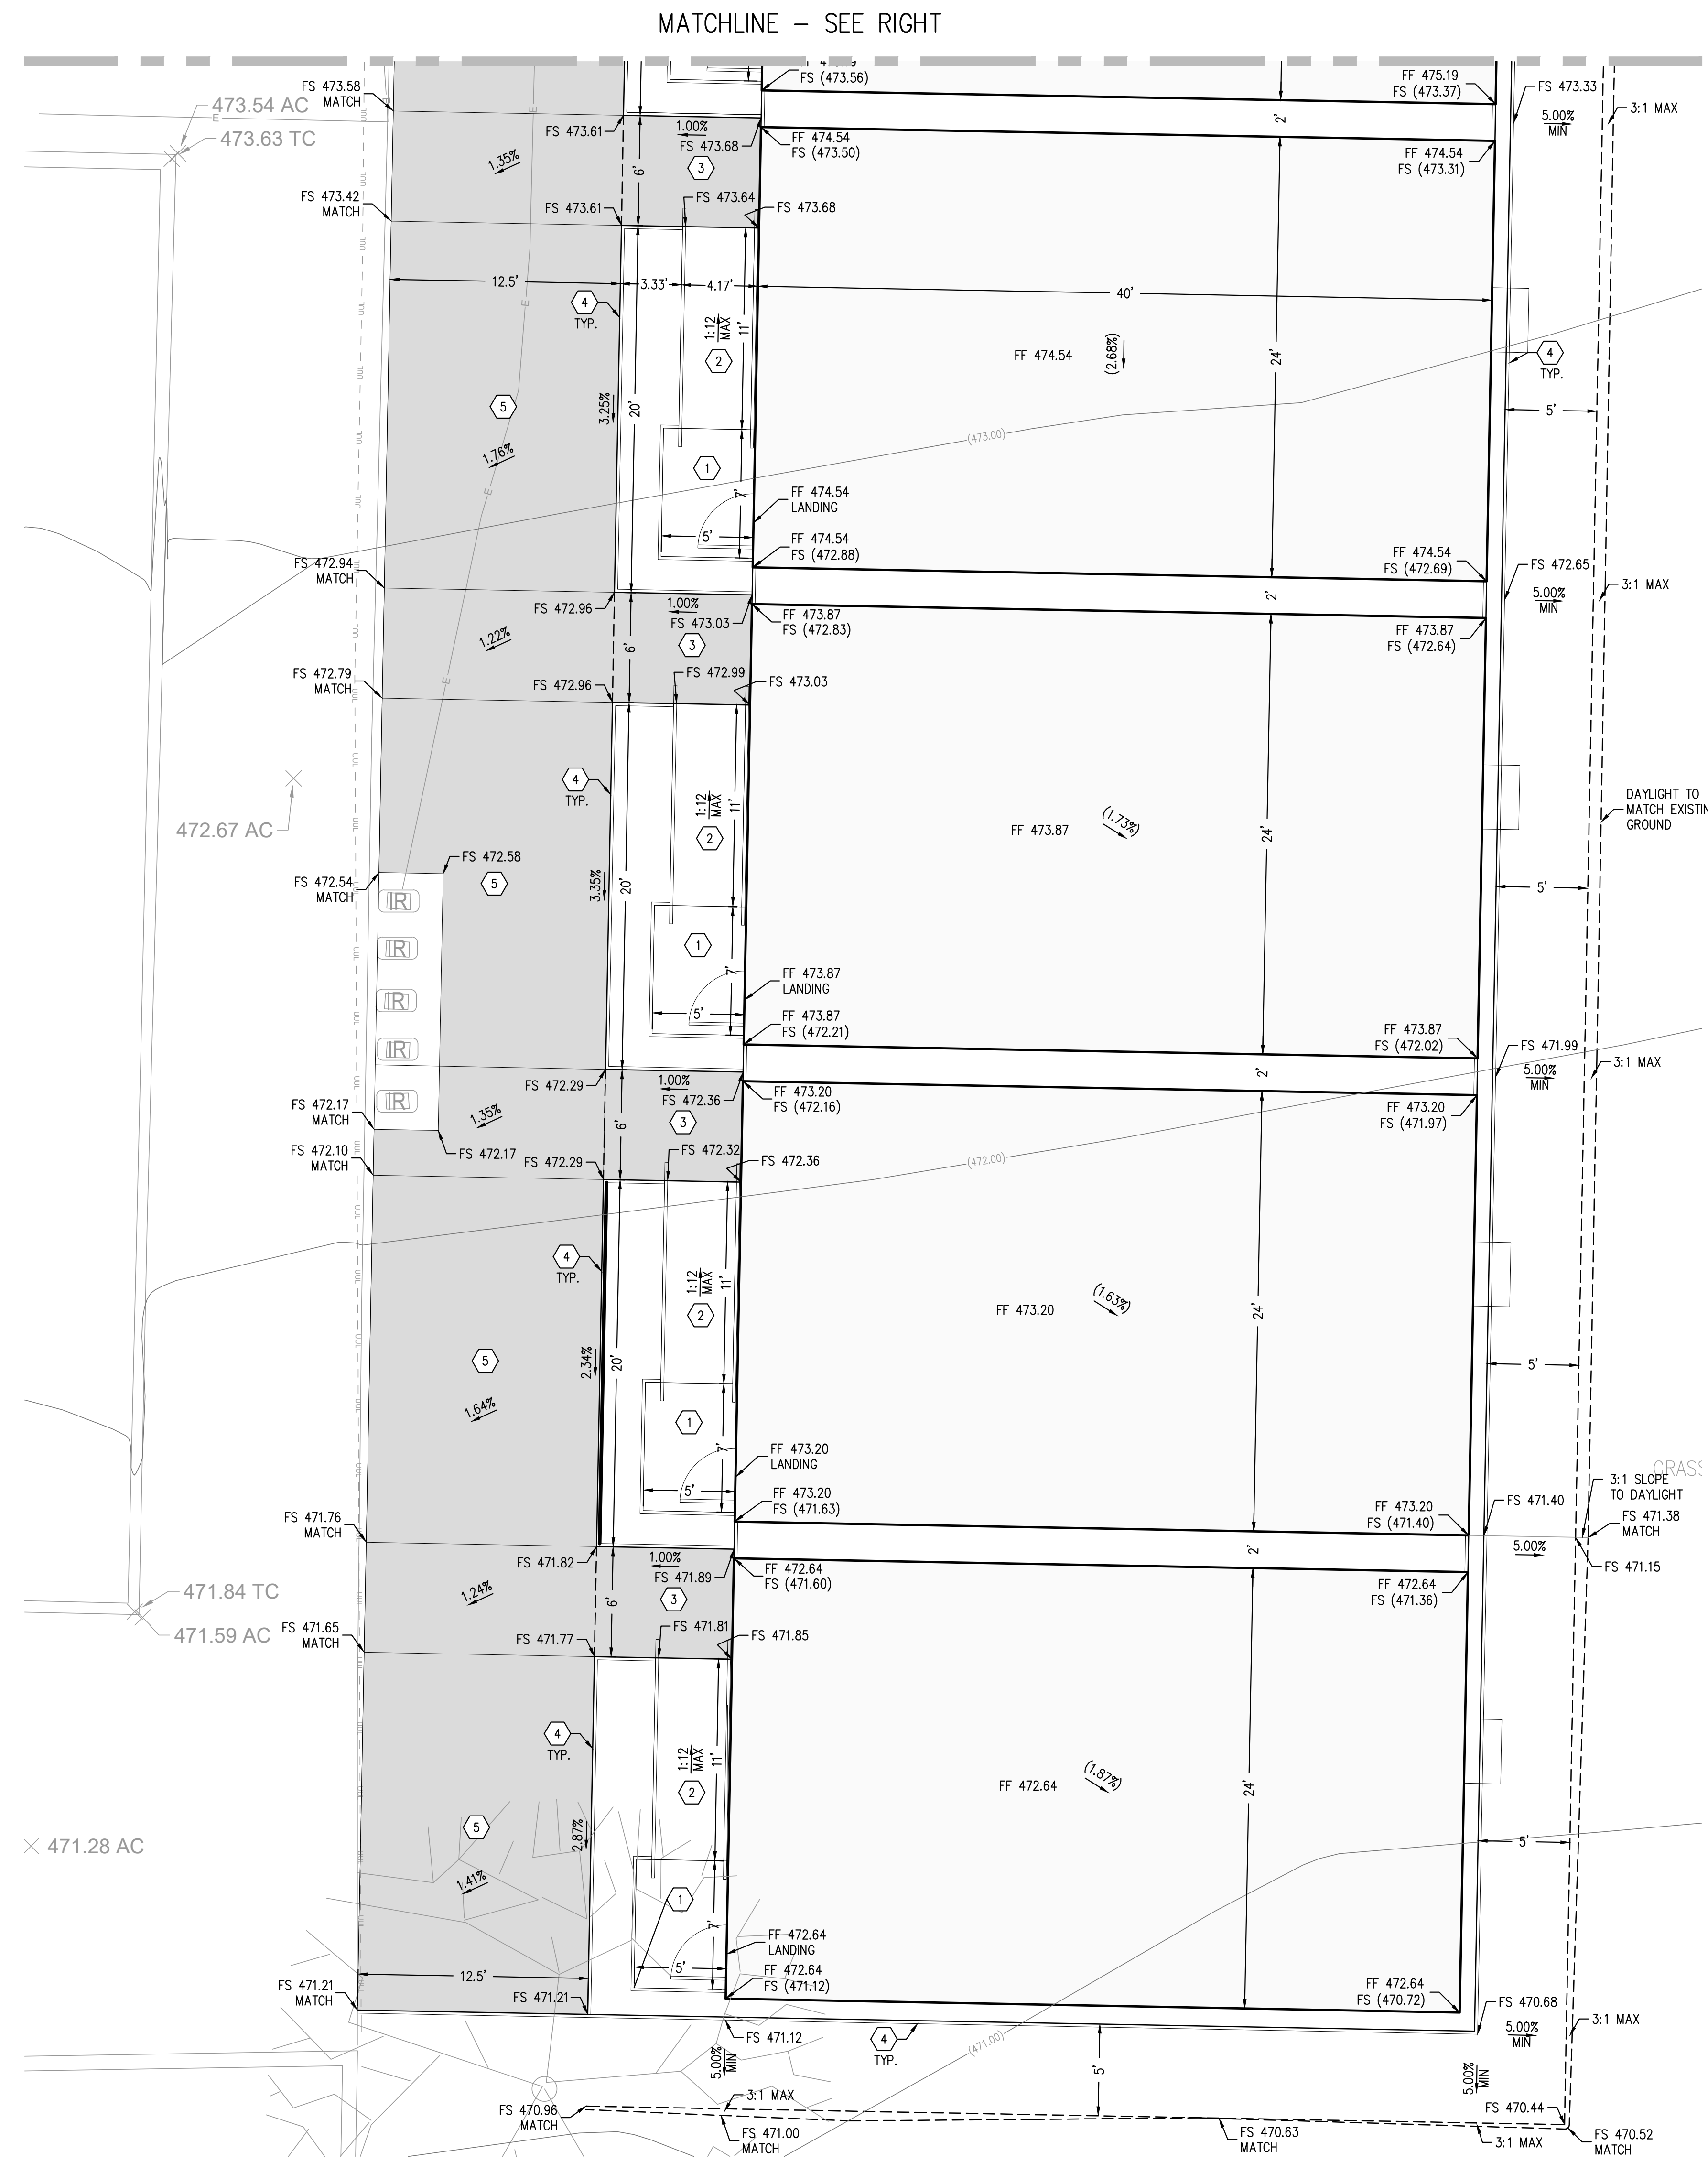 MATCHLINE – SEE RIGHT
FS (473.56)
FF 475.19
FS (473.37)
FS 473.58
MATCH
FS 473.33
473.54 AC
473.63 TC
E
E
FS 473.61
1.00%
FS 473.68
FF 474.54
FS (473.50)
2'
5.00%
MIN
3:1 MAX
1.35%
3
6'
FF 474.54
FS (473.31)
FS 473.42
MATCH
FS 473.61
FS 473.64
FS 473.68
12.5'
3.33'
4.17'
40'
4
TYP.
E
1:12
MAX
11'
2
FF 474.54
(2.68%)
24'
4
TYP.
5
3.25%
20'
5'
(473.00)
1.76%
1
E
7'
FF 474.54
LANDING
5'
FF 474.54
FS (472.88)
FF 474.54
FS (472.69)
FS 472.65
FS 472.94
MATCH
FS 472.96
1.00%
FS 473.03
FF 473.87
FS (472.83)
2'
5.00%
MIN
3:1 MAX
1.22%
6'
3
FF 473.87
FS (472.64)
FS 472.79
MATCH
E
FS 472.96
FS 472.99
FS 473.03
4
TYP.
1:12
MAX
11'
2
472.67 AC
FF 473.87
(1.73%)
24'
DAYLIGHT TO
MATCH EXISTIN
GROUND
FS 472.58
FS 472.54
MATCH
5
3.35%
20'
5'
IR
IR
IR
IR
IR
1
7'
FF 473.87
LANDING
5'
FF 473.87
FS (472.21)
FF 473.87
FS (472.02)
FS 471.99
FS 472.29
1.00%
FS 472.36
FF 473.20
FS (472.16)
2'
5.00%
MIN
3:1 MAX
FS 472.17
MATCH
1.35%
6'
3
FF 473.20
FS (471.97)
FS 472.10
MATCH
FS 472.17
FS 472.29
FS 472.32
FS 472.36
(472.00)
4
TYP.
1:12
MAX
11'
2
FF 473.20
(1.63%)
24'
5
2.34%
20'
5'
1.64%
1
7'
FF 473.20
LANDING
GRASS
3:1 SLOPE
TO DAYLIGHT
5'
FF 473.20
FS (471.63)
FF 473.20
FS (471.40)
FS 471.40
FS 471.38
MATCH
FS 471.76
MATCH
FS 471.82
1.00%
FS 471.89
FF 472.64
FS (471.60)
2'
5.00%
FS 471.15
471.84 TC
1.24%
6'
3
FF 472.64
FS (471.36)
471.59 AC
FS 471.65
MATCH
FS 471.77
FS 471.81
FS 471.85
4
TYP.
1:12
MAX
11'
2
FF 472.64
(1.87%)
24'
471.28 AC
5
2.87%
5'
1.41%
1
7'
FF 472.64
LANDING
12.5'
5'
FF 472.64
FS (471.12)
FF 472.64
FS (470.72)
FS 471.21
MATCH
FS 471.21
FS 470.68
FS 471.12
4
TYP.
(471.00)
5.00%
MIN
3:1 MAX
5.00%
MIN
5'
5.00%
MIN
3:1 MAX
FS 470.96
MATCH
FS 471.00
MATCH
FS 470.63
MATCH
FS 470.44
3:1 MAX
FS 470.52
MATCH